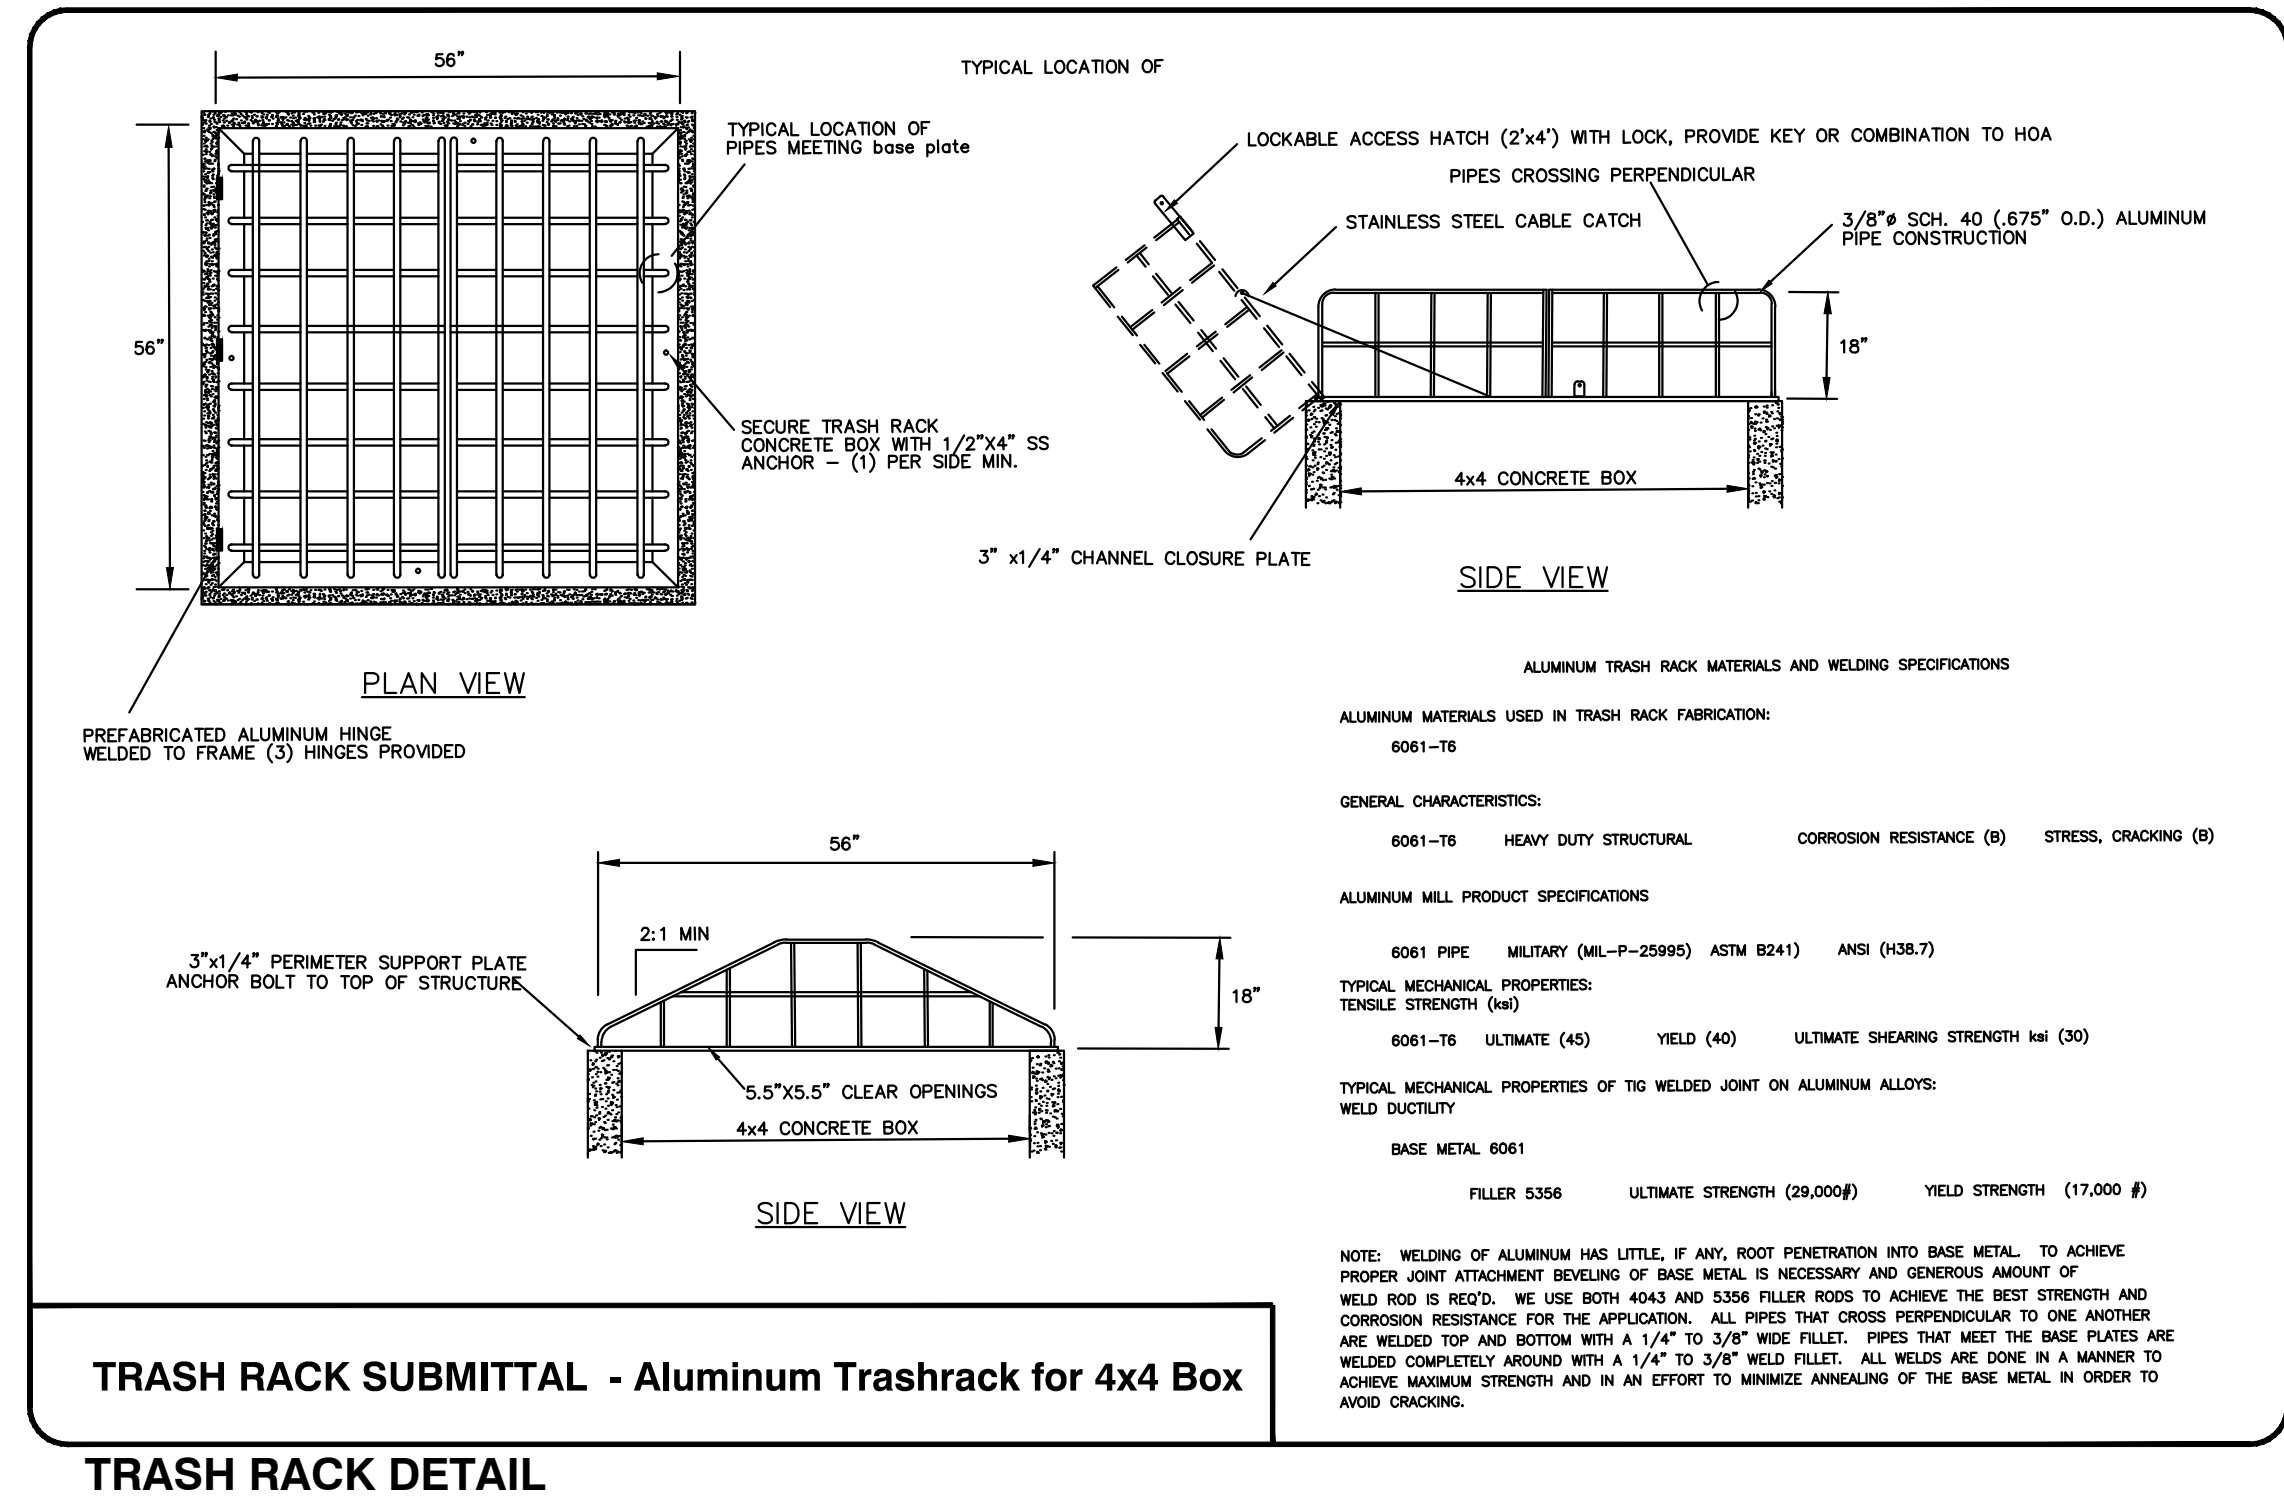 56”
TYPICAL LOCATION OF
TYPICAL LOCATION OF
PIPES MEETING base plate
LOCKABLE ACCESS HATCH (2'x4') WITH LOCK, PROVIDE KEY OR COMBINATION TO HOA
PIPES CROSSING PERPENDICULAR
STAINLESS STEEL CABLE CATCH
3/8”ø SCH. 40 (.675” O.D.) ALUMINUM
PIPE CONSTRUCTION
56”
18”
SECURE TRASH RACK
CONCRETE BOX WITH 1/2”X4” SS
ANCHOR – (1) PER SIDE MIN.
4x4 CONCRETE BOX
3” x1/4” CHANNEL CLOSURE PLATE
SIDE VIEW
PLAN VIEW
PREFABRICATED ALUMINUM HINGE
WELDED TO FRAME (3) HINGES PROVIDED
56”
2:1 MIN
3”x1/4” PERIMETER SUPPORT PLATE
ANCHOR BOLT TO TOP OF STRUCTURE
18”
5.5”X5.5” CLEAR OPENINGS
4x4 CONCRETE BOX
SIDE VIEW
ALUMINUM TRASH RACK MATERIALS AND WELDING SPECIFICATIONS
ALUMINUM MATERIALS USED IN TRASH RACK FABRICATION:
6061–T6
GENERAL CHARACTERISTICS:
6061–T6 HEAVY DUTY STRUCTURAL CORROSION RESISTANCE (B) STRESS, CRACKING (B)
ALUMINUM MILL PRODUCT SPECIFICATIONS
6061 PIPE MILITARY (MIL–P–25995) ASTM B241) ANSI (H38.7)
TYPICAL MECHANICAL PROPERTIES:
TENSILE STRENGTH (ksi)
6061–T6 ULTIMATE (45) YIELD (40) ULTIMATE SHEARING STRENGTH ksi (30)
TYPICAL MECHANICAL PROPERTIES OF TIG WELDED JOINT ON ALUMINUM ALLOYS:
WELD DUCTILITY
BASE METAL 6061
FILLER 5356 ULTIMATE STRENGTH (29,000#) YIELD STRENGTH (17,000 #)
NOTE: WELDING OF ALUMINUM HAS LITTLE, IF ANY, ROOT PENETRATION INTO BASE METAL. TO ACHIEVE
PROPER JOINT ATTACHMENT BEVELING OF BASE METAL IS NECESSARY AND GENEROUS AMOUNT OF
WELD ROD IS REQ'D. WE USE BOTH 4043 AND 5356 FILLER RODS TO ACHIEVE THE BEST STRENGTH AND
CORROSION RESISTANCE FOR THE APPLICATION. ALL PIPES THAT CROSS PERPENDICULAR TO ONE ANOTHER
ARE WELDED TOP AND BOTTOM WITH A 1/4” TO 3/8” WIDE FILLET. PIPES THAT MEET THE BASE PLATES ARE
WELDED COMPLETELY AROUND WITH A 1/4” TO 3/8” WELD FILLET. ALL WELDS ARE DONE IN A MANNER TO
ACHIEVE MAXIMUM STRENGTH AND IN AN EFFORT TO MINIMIZE ANNEALING OF THE BASE METAL IN ORDER TO
AVOID CRACKING.
TRASH RACK SUBMITTAL - Aluminum Trashrack for 4x4 Box
TRASH RACK DETAIL